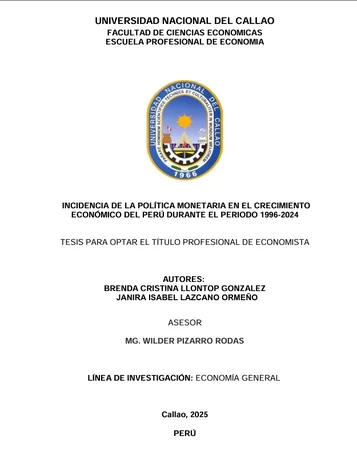 UNIVERSIDAD NACIONAL DEL CALLAO
FACULTAD DE CIENCIAS ECONOMICAS
ESCUELA PROFESIONAL DE ECONOMIA
UNIVERSIDAD NACIONAL DEL CALLAO
1966
INCIDENCIA DE LA POLÍTICA MONETARIA EN EL CRECIMIENTO
ECONÓMICO DEL PERÚ DURANTE EL PERIODO 1996-2024
TESIS PARA OPTAR EL TÍTULO PROFESIONAL DE ECONOMISTA
AUTORES:
BRENDA CRISTINA LLONTOP GONZALEZ
JANIRA ISABEL LAZCANO ORMEÑO
ASESOR
MG. WILDER PIZARRO RODAS
LÍNEA DE INVESTIGACIÓN: ECONOMÍA GENERAL
Callao, 2025
PERÚ